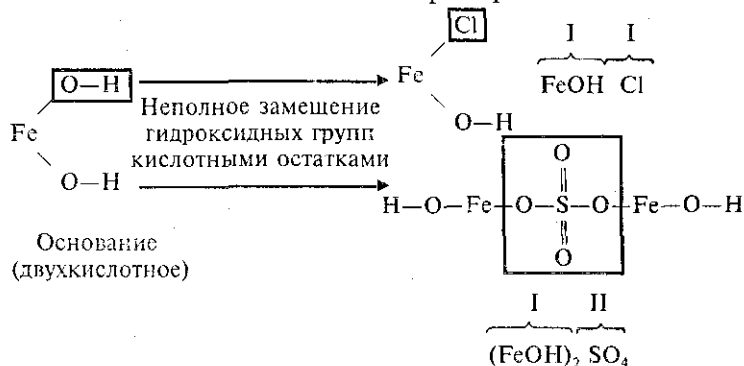 Cl
I I
Fe
FeOH Cl
O—H
Fe
Неполное замещение
гидроксидных групп
кислотными остатками
O—H
O—H
O
H—O—Fe—O—S—O—Fe—O—H
O
Основание
(двухкислотное)
I II
(FeOH)₂ SO₄